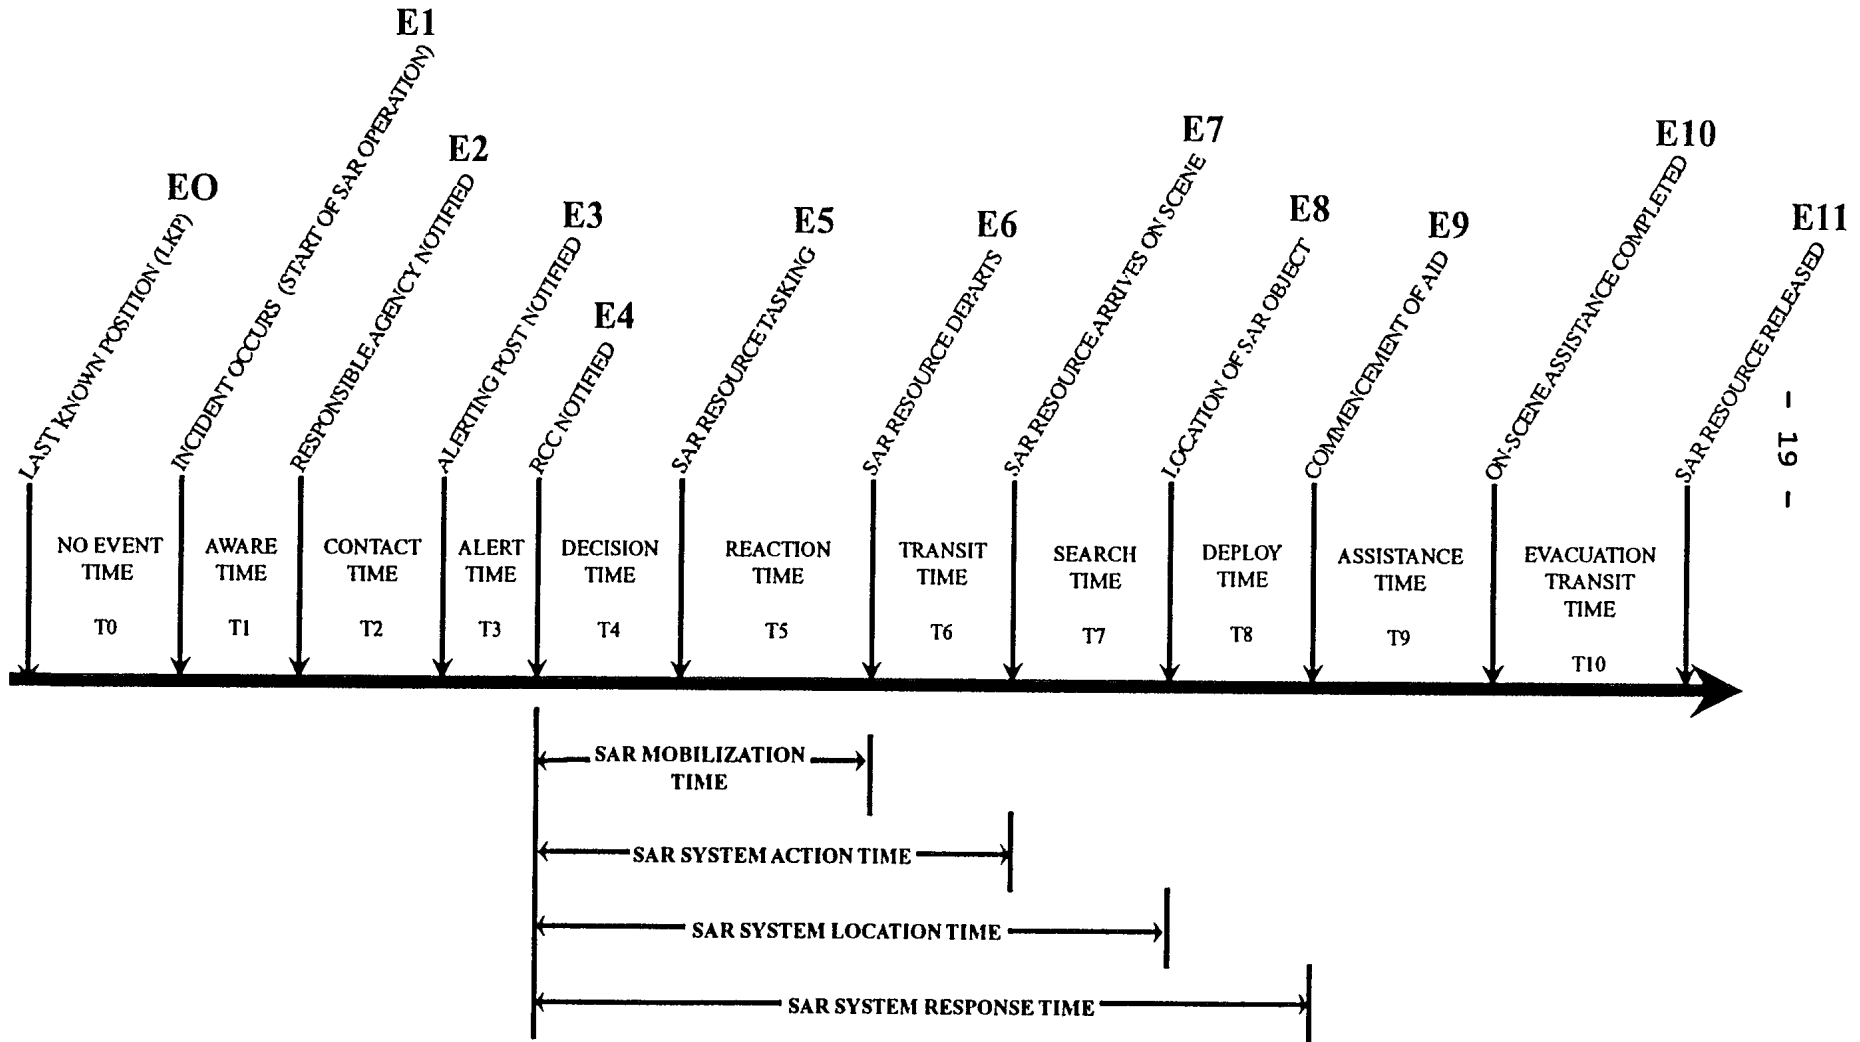 EO
LAST KNOWN POSITION (LKP)
E1
INCIDENT OCCURS (START OF SAR OPERATION)
E2
RESPONSIBLE AGENCY NOTIFIED
E3
ALERTING POST NOTIFIED
E4
RCC NOTIFIED
E5
SAR RESOURCE TASKING
E6
SAR RESOURCE DEPARTS
E7
SAR RESOURCE ARRIVES ON SCENE
E8
LOCATION OF SAR OBJECT
E9
COMMENCEMENT OF AID
E10
ON-SCENE ASSISTANCE COMPLETED
E11
SAR RESOURCE RELEASED
- 19 -
NO EVENT
TIME
T0
AWARE
TIME
T1
CONTACT
TIME
T2
ALERT
TIME
T3
DECISION
TIME
T4
REACTION
TIME
T5
TRANSIT
TIME
T6
SEARCH
TIME
T7
DEPLOY
TIME
T8
ASSISTANCE
TIME
T9
EVACUATION
TRANSIT
TIME
T10
SAR MOBILIZATION
TIME
SAR SYSTEM ACTION TIME
SAR SYSTEM LOCATION TIME
SAR SYSTEM RESPONSE TIME